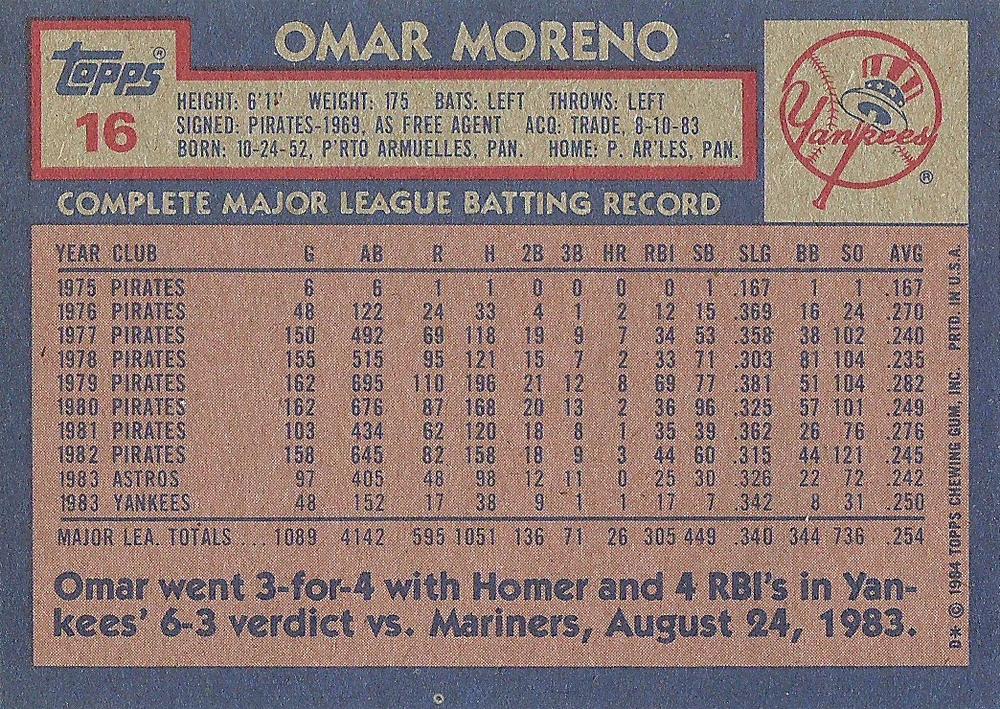 OMAR MORENO
Topps®
16
HEIGHT: 6'1" WEIGHT: 175 BATS: LEFT THROWS: LEFT
SIGNED: PIRATES-1969, AS FREE AGENT ACQ: TRADE, 8-10-83
BORN: 10-24-52, P'RTO ARMUELLES, PAN. HOME: P. AR'LES, PAN.
Yankees ®
COMPLETE MAJOR LEAGUE BATTING RECORD
YEAR CLUB G AB R H 2B 3B HR RBI SB SLG BB SO AVG
1975 PIRATES 6 6 1 1 0 0 0 0 1 .167 1 1 .167
1976 PIRATES 48 122 24 33 4 1 2 12 15 .369 16 24 .270
1977 PIRATES 150 492 69 118 19 9 7 34 53 .358 38 102 .240
1978 PIRATES 155 515 95 121 15 7 2 33 71 .303 81 104 .235
1979 PIRATES 162 695 110 196 21 12 8 69 77 .381 51 104 .282
1980 PIRATES 162 676 87 168 20 13 2 36 96 .325 57 101 .249
1981 PIRATES 103 434 62 120 18 8 1 35 39 .362 26 76 .276
1982 PIRATES 158 645 82 158 18 9 3 44 60 .315 44 121 .245
1983 ASTROS 97 405 48 98 12 11 0 25 30 .326 22 72 .242
1983 YANKEES 48 152 17 38 9 1 1 17 7 .342 8 31 .250
MAJOR LEA. TOTALS ... 1089 4142 595 1051 136 71 26 305 449 .340 344 736 .254
Omar went 3-for-4 with Homer and 4 RBI's in Yan-
kees' 6-3 verdict vs. Mariners, August 24, 1983.
D* © 1984 TOPPS CHEWING GUM, INC. PRTD. IN U.S.A.